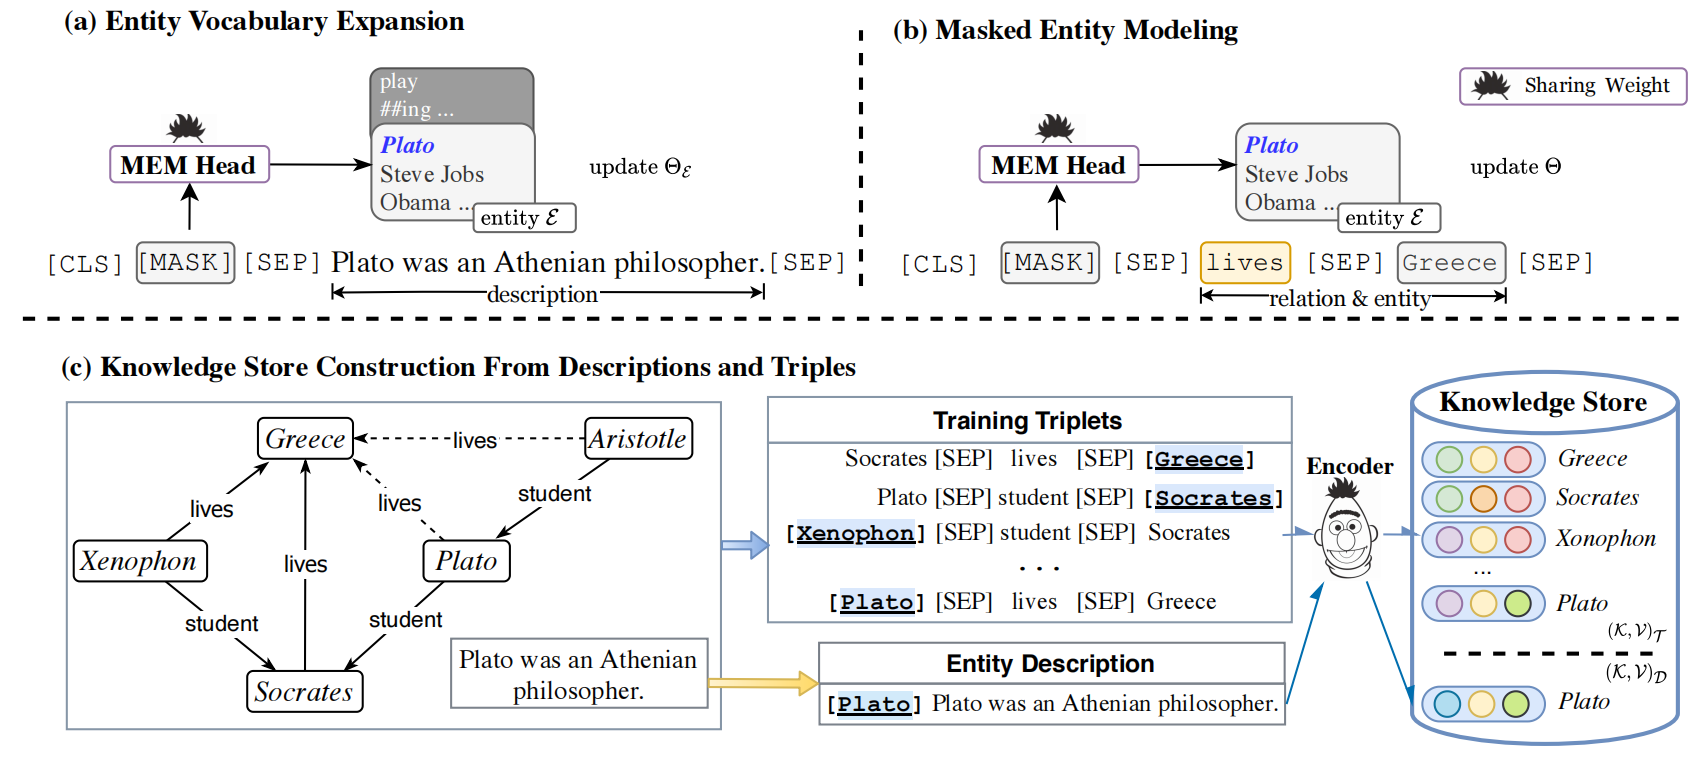 (a) Entity Vocabulary Expansion
play
##ing ...
Plato
Steve Jobs
Obama ...
entity ℰ
MEM Head
update Θ_ℰ
[CLS] [MASK] [SEP] Plato was an Athenian philosopher. [SEP]
description
(b) Masked Entity Modeling
Sharing Weight
MEM Head
Plato
Steve Jobs
Obama ...
entity ℰ
update Θ
[CLS] [MASK] [SEP] lives [SEP] Greece [SEP]
relation & entity
(c) Knowledge Store Construction From Descriptions and Triples
Greece
lives
Aristotle
lives
lives
student
Xenophon
lives
Plato
student
student
Socrates
Plato was an Athenian
philosopher.
Training Triplets
Socrates [SEP] lives [SEP] [Greece]
Plato [SEP] student [SEP] [Socrates]
[Xenophon] [SEP] student [SEP] Socrates
...
[Plato] [SEP] lives [SEP] Greece
Entity Description
[Plato] Plato was an Athenian philosopher.
Encoder
Knowledge Store
Greece
Socrates
Xonophon
...
Plato
(𝒦, 𝒱)_𝒯
(𝒦, 𝒱)_𝒟
Plato